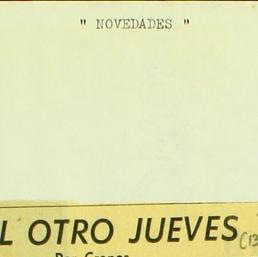 " NOVEDADES "
L OTRO JUEVES